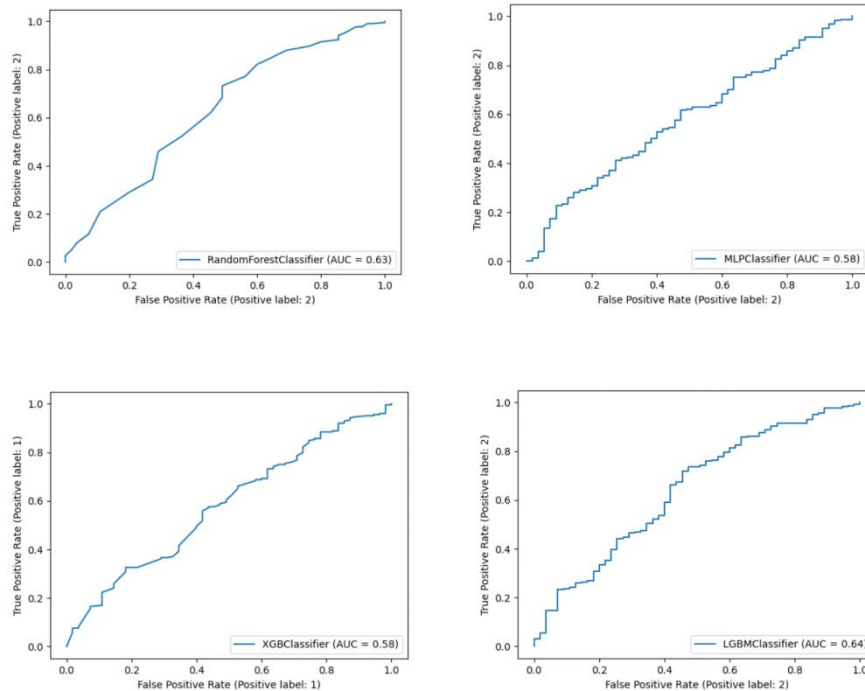 1.0
0.8
0.6
0.4
0.2
0.0
True Positive Rate (Positive label: 2)
RandomForestClassifier (AUC = 0.63)
0.0 0.2 0.4 0.6 0.8 1.0
False Positive Rate (Positive label: 2)
1.0
0.8
0.6
0.4
0.2
0.0
True Positive Rate (Positive label: 2)
MLPClassifier (AUC = 0.58)
0.0 0.2 0.4 0.6 0.8 1.0
False Positive Rate (Positive label: 2)
1.0
0.8
0.6
0.4
0.2
0.0
True Positive Rate (Positive label: 1)
XGBClassifier (AUC = 0.58)
0.0 0.2 0.4 0.6 0.8 1.0
False Positive Rate (Positive label: 1)
1.0
0.8
0.6
0.4
0.2
0.0
True Positive Rate (Positive label: 2)
LGBMClassifier (AUC = 0.64)
0.0 0.2 0.4 0.6 0.8 1.0
False Positive Rate (Positive label: 2)